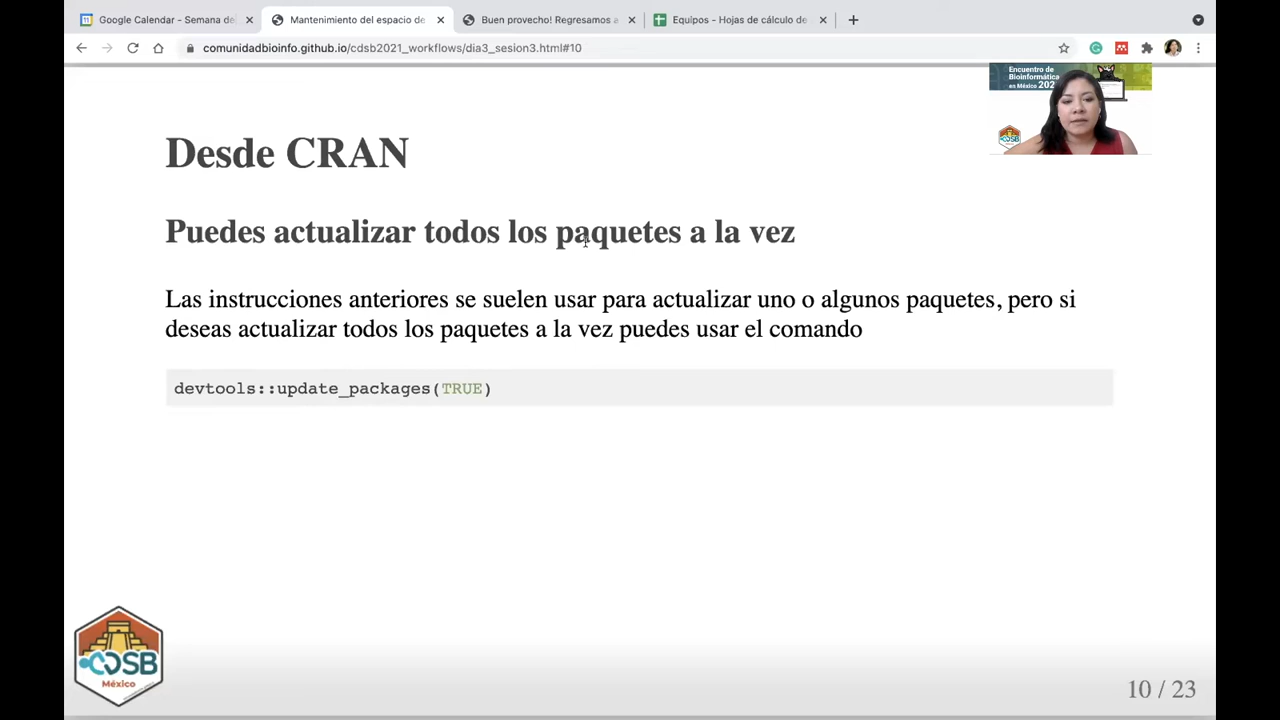 Google Calendar - Semana de
Mantenimiento del espacio de
Buen provecho! Regresamos a
Equipos - Hojas de cálculo de
comunidadbioinfo.github.io/cdsb2021_workflows/dia3_sesion3.html#10
Encuentro de
Bioinformática
en México 202
Desde CRAN
Puedes actualizar todos los paquetes a la vez
Las instrucciones anteriores se suelen usar para actualizar uno o algunos paquetes, pero si
deseas actualizar todos los paquetes a la vez puedes usar el comando
devtools::update_packages(TRUE)
CDSB
México
10 / 23